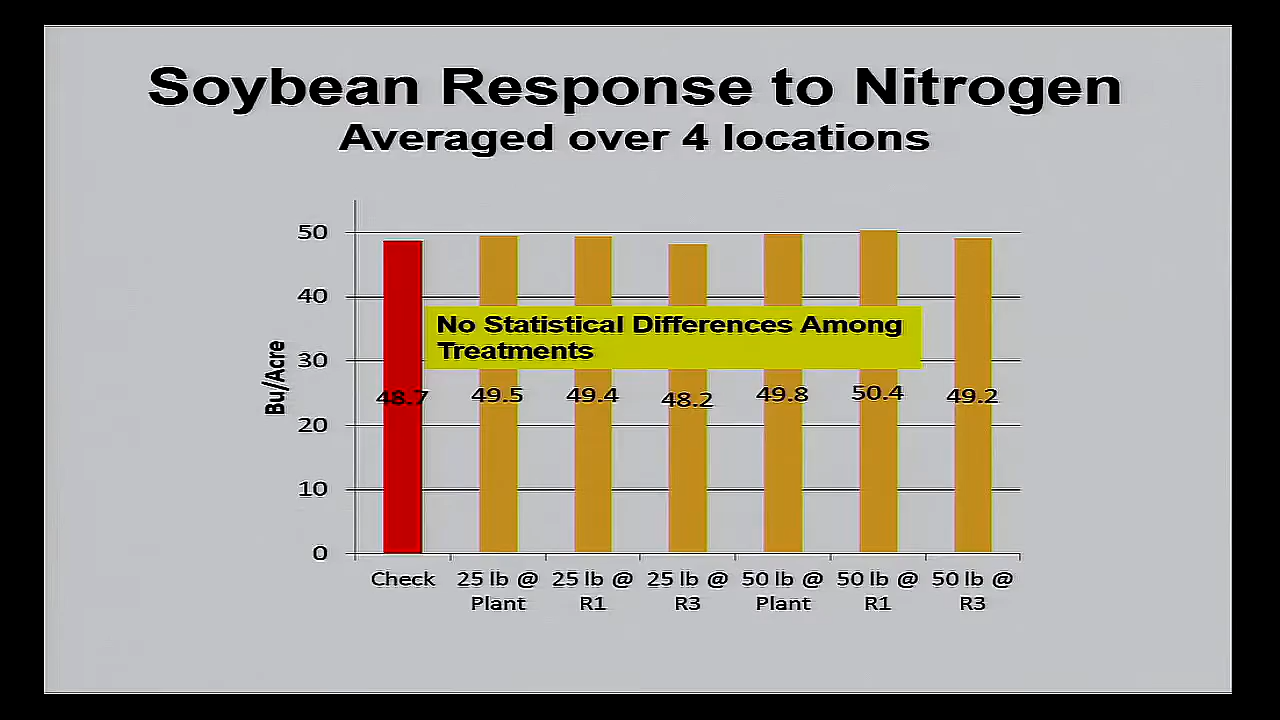 Soybean Response to Nitrogen
Averaged over 4 locations
Bu/Acre
50
40
30
20
10
0
No Statistical Differences Among
Treatments
48.7 49.5 49.4 48.2 49.8 50.4 49.2
Check 25 lb @ 25 lb @ 25 lb @ 50 lb @ 50 lb @ 50 lb @
Plant R1 R3 Plant R1 R3